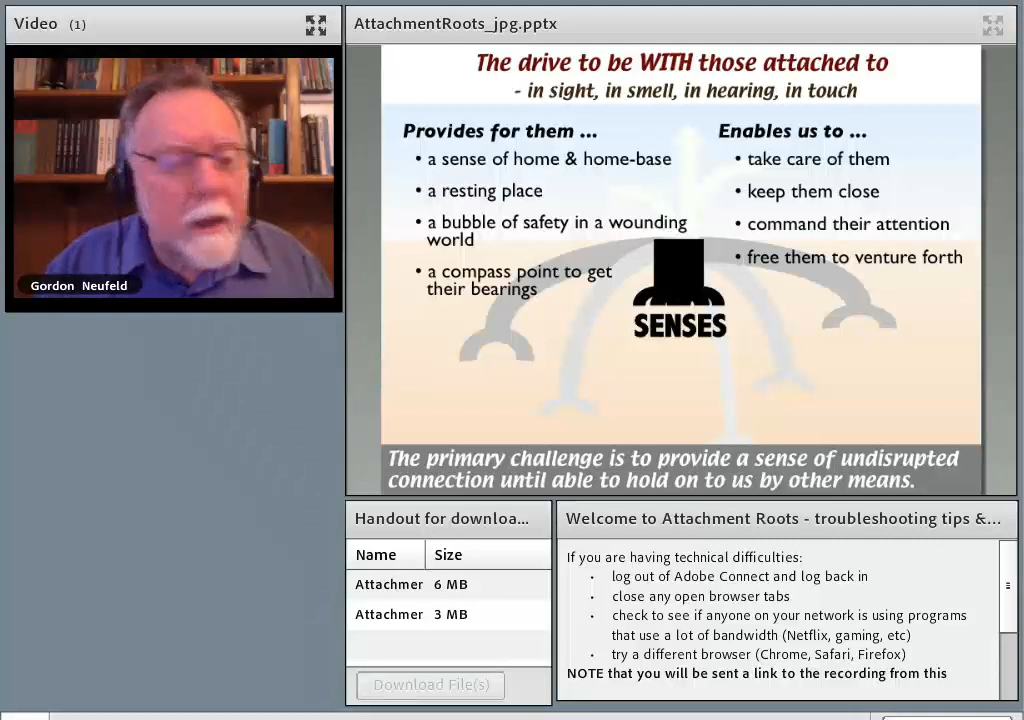 Video (1)
Gordon Neufeld
AttachmentRoots_jpg.pptx
The drive to be WITH those attached to
- in sight, in smell, in hearing, in touch
Provides for them ...
• a sense of home & home-base
• a resting place
• a bubble of safety in a wounding
world
• a compass point to get
their bearings
Enables us to ...
• take care of them
• keep them close
• command their attention
• free them to venture forth
SENSES
The primary challenge is to provide a sense of undisrupted
connection until able to hold on to us by other means.
Handout for downloa...
Name Size
Attachmer 6 MB
Attachmer 3 MB
Download File(s)
Welcome to Attachment Roots - troubleshooting tips &...
If you are having technical difficulties:
• log out of Adobe Connect and log back in
• close any open browser tabs
• check to see if anyone on your network is using programs
that use a lot of bandwidth (Netflix, gaming, etc)
• try a different browser (Chrome, Safari, Firefox)
NOTE that you will be sent a link to the recording from this